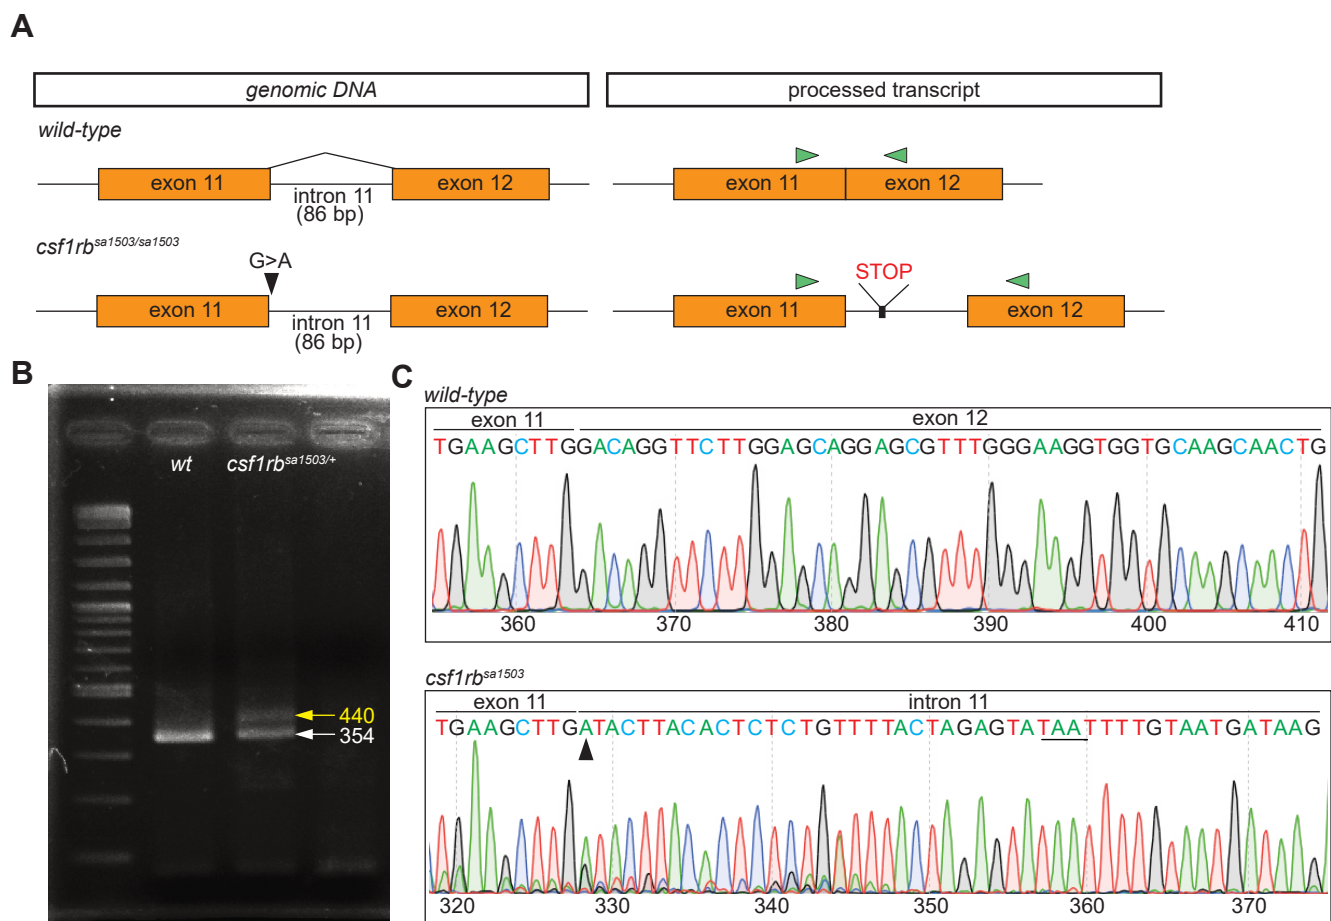 A
genomic DNA
processed transcript
wild-type
exon 11
exon 12
exon 11
exon 12
intron 11
(86 bp)
csf1rbsa1503/sa1503
G>A
STOP
exon 11
exon 12
exon 11
exon 12
intron 11
(86 bp)
B
wt
csf1rbsa1503/+
440
354
C
wild-type
exon 11
exon 12
TGAAGCTTGGACAGGTTCTTGGAGCAGGAGCGTTTGGGAAGGTGGTGCAAGCAACTG
360 370 380 390 400 410
csf1rbsa1503
exon 11
intron 11
TGAAGCTTGATACTTACACTCTCTGTTTTACTAGAGTATAATTTTGTAATGATAAG
320 330 340 350 360 370